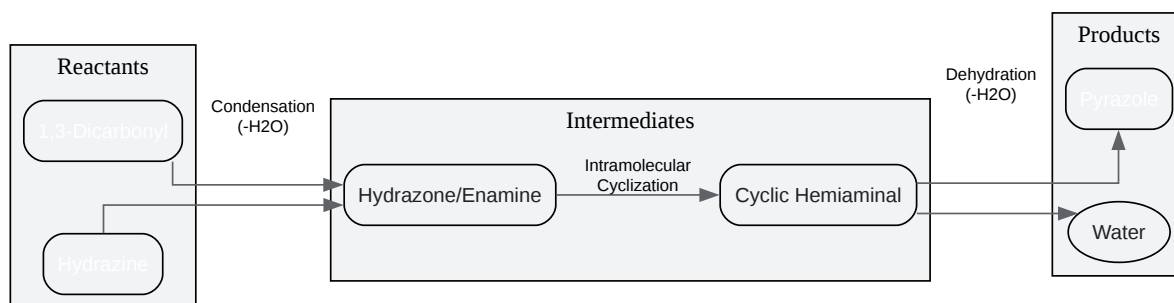 Reactants
1,3-Dicarbonyl
Hydrazine
Condensation
(-H2O)
Intermediates
Hydrazone/Enamine
Intramolecular
Cyclization
Cyclic Hemiaminal
Dehydration
(-H2O)
Products
Pyrazole
Water